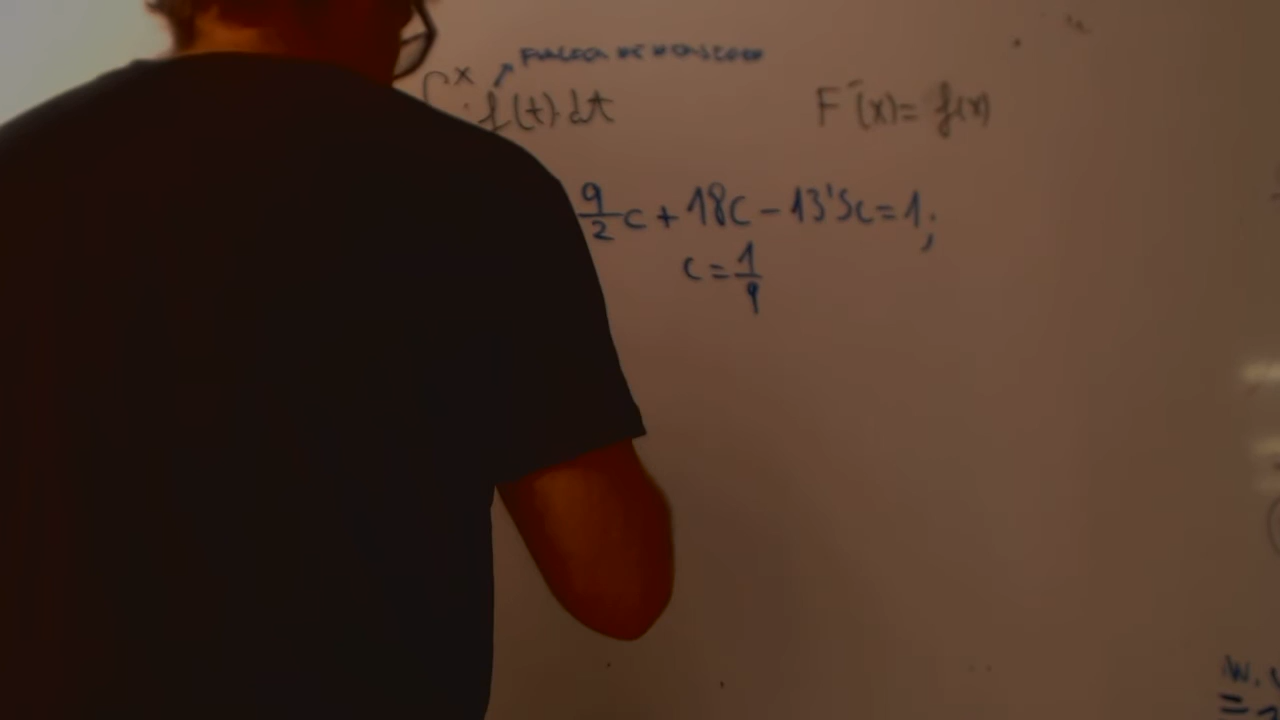 ∫ˣ f(t) dt
F'(x) = f(x)
9/2 c + 18c - 13'5c = 1;
c = 1/9
W.
=